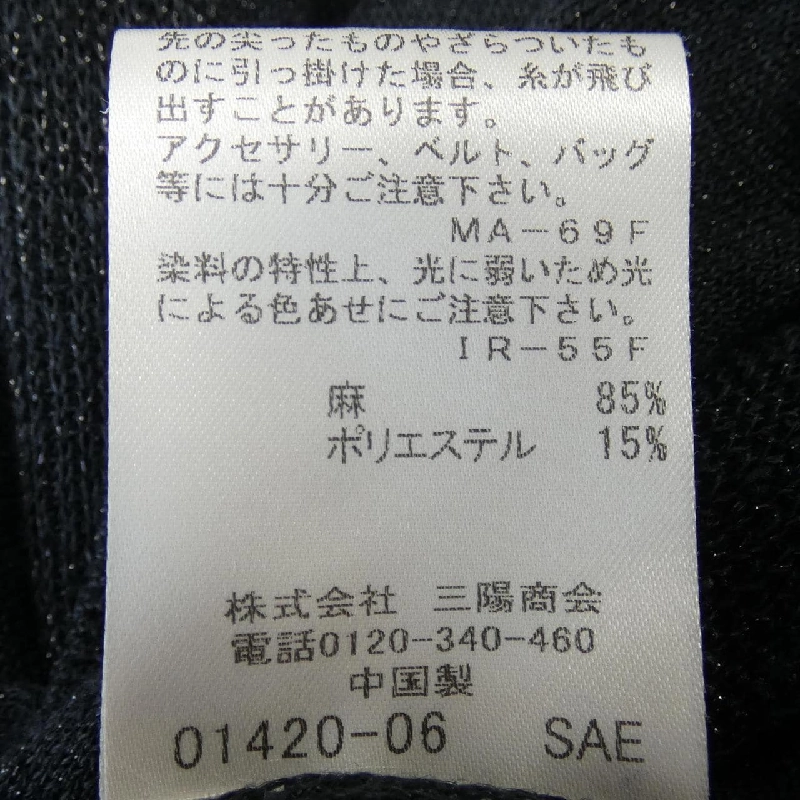 先の尖ったものやざらついたも
のに引っ掛けた場合、糸が飛び
出すことがあります。
アクセサリー、ベルト、バッグ
等には十分ご注意下さい。
MA-69F
染料の特性上、光に弱いため光
による色あせにご注意下さい。
IR-55F
麻 85%
ポリエステル 15%
株式会社 三陽商会
電話0120-340-460
中国製
01420-06 SAE